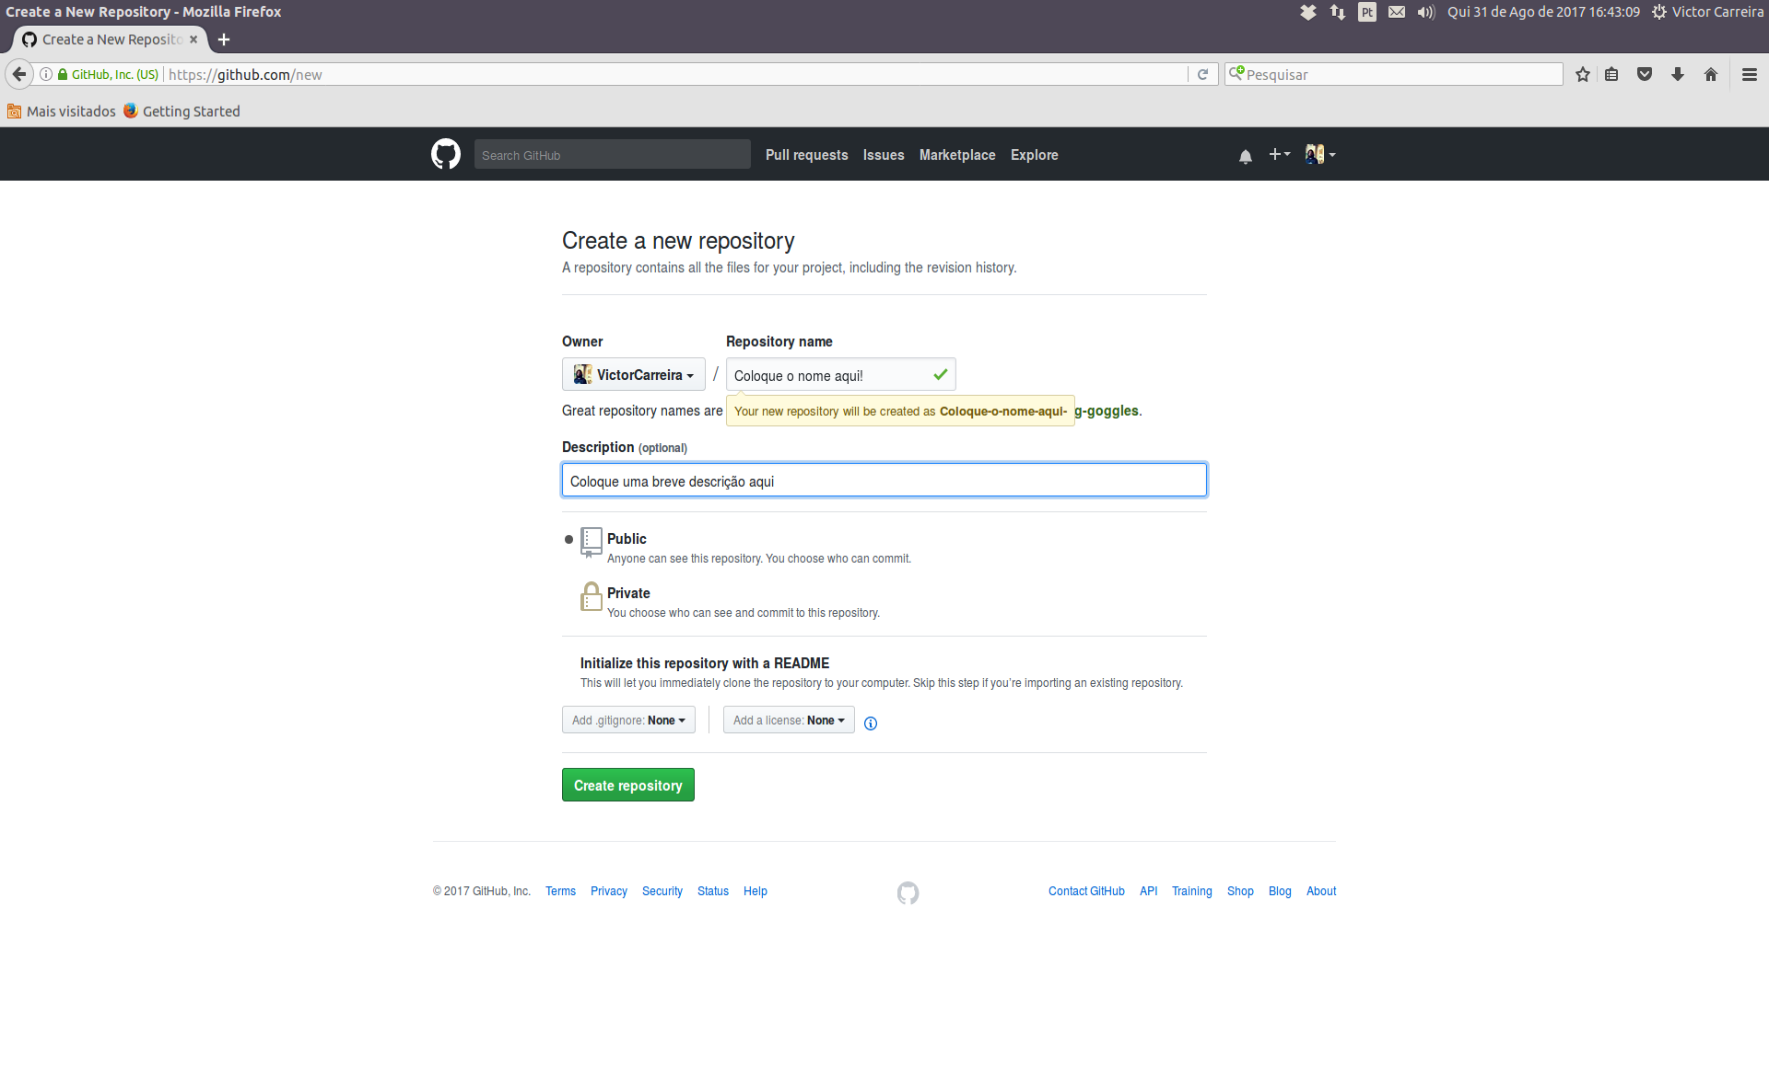 Create a New Repository - Mozilla Firefox
Pt Qui 31 de Ago de 2017 16:43:09 Victor Carreira
Create a New Reposito
GitHub, Inc. (US) https://github.com/new
Pesquisar
Mais visitados Getting Started
Search GitHub Pull requests Issues Marketplace Explore
Create a new repository
A repository contains all the files for your project, including the revision history.
Owner Repository name
VictorCarreira / Coloque o nome aqui!
Great repository names are Your new repository will be created as Coloque-o-nome-aqui- g-goggles.
Description (optional)
Coloque uma breve descrição aqui
Public
Anyone can see this repository. You choose who can commit.
Private
You choose who can see and commit to this repository.
Initialize this repository with a README
This will let you immediately clone the repository to your computer. Skip this step if you're importing an existing repository.
Add .gitignore: None Add a license: None
Create repository
© 2017 GitHub, Inc. Terms Privacy Security Status Help Contact GitHub API Training Shop Blog About